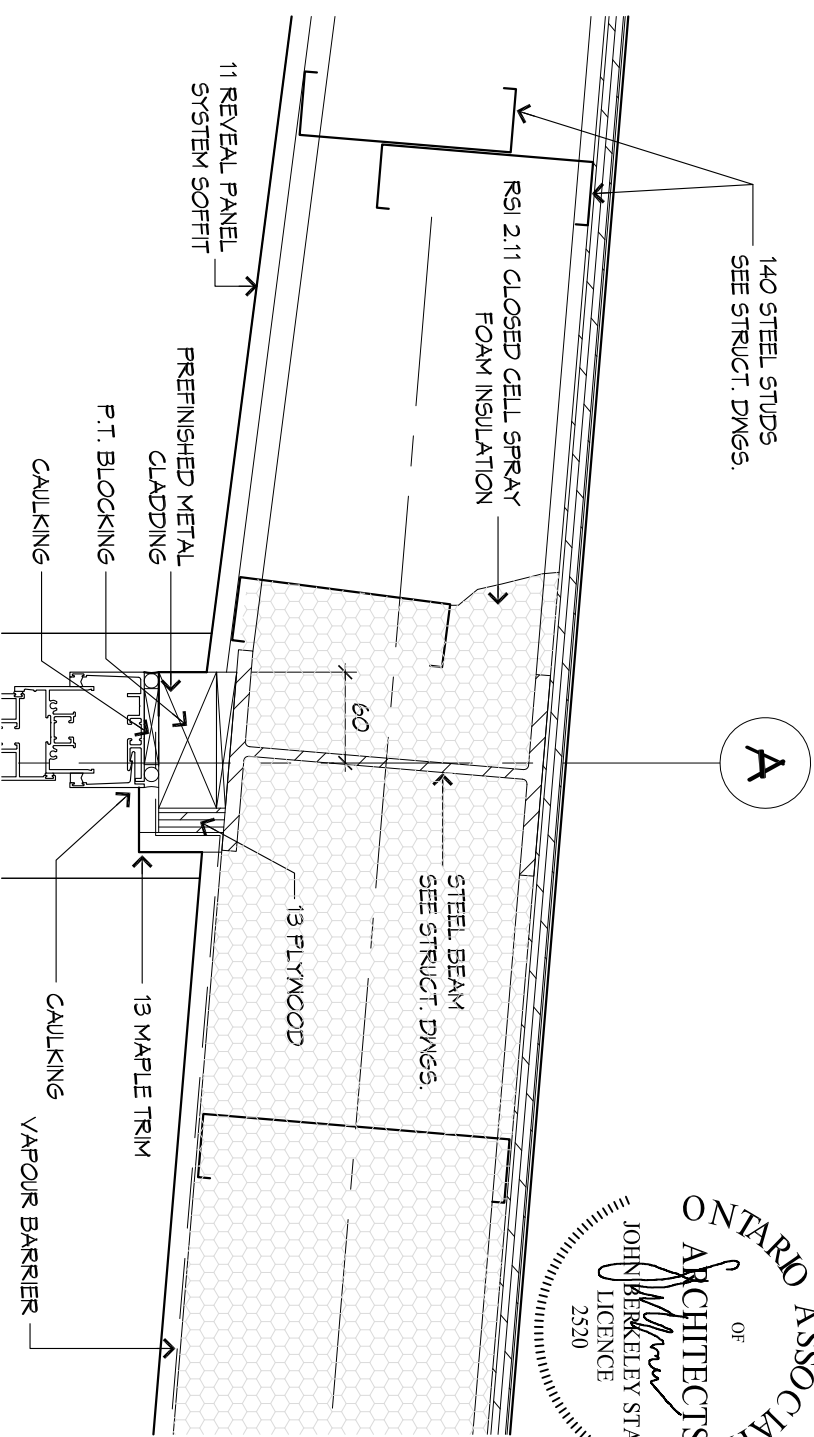 140 STEEL STUDS
SEE STRUCT. DWGS.
11 REVEAL PANEL
SYSTEM SOFFIT
RSI 2.11 CLOSED CELL SPRAY
FOAM INSULATION
PREFINISHED METAL
CLADDING
P.T. BLOCKING
CAULKING
60
A
STEEL BEAM
SEE STRUCT. DWGS.
13 PLYWOOD
13 MAPLE TRIM
CAULKING
VAPOUR BARRIER
ONTARIO
OF
ARCHITECTS
JOHN BERKELEY
LICENCE
2520